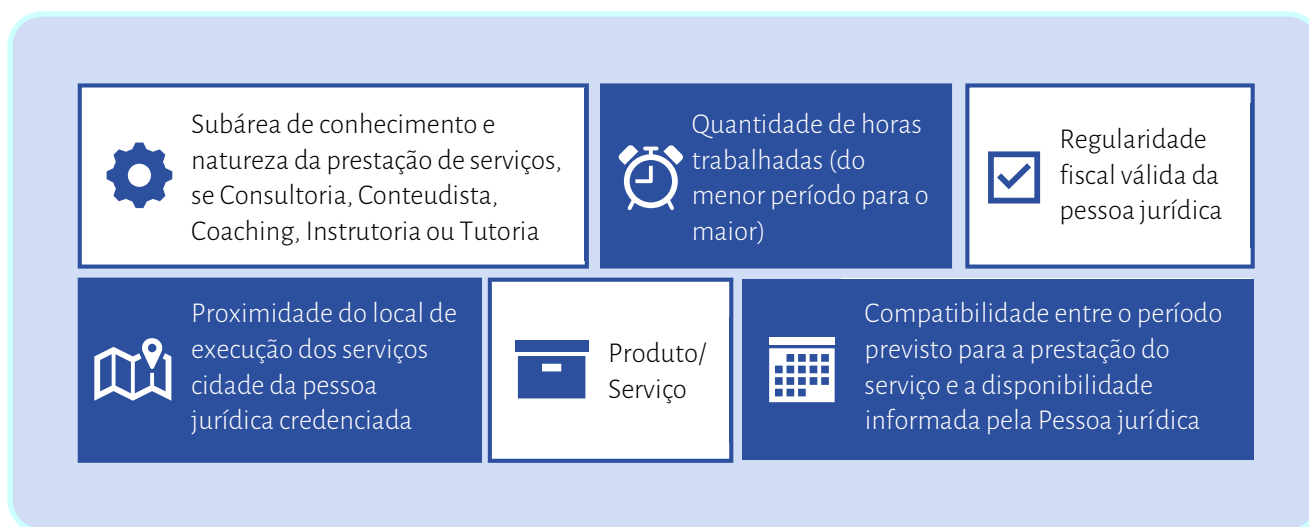 Subárea de conhecimento e
natureza da prestação de serviços,
se Consultoria, Conteudista,
Coaching, Instrutoria ou Tutoria
Quantidade de horas
trabalhadas (do
menor período para o
maior)
Regularidade
fiscal válida da
pessoa jurídica
Proximidade do local de
execução dos serviços
cidade da pessoa
jurídica credenciada
Produto/
Serviço
Compatibilidade entre o período
previsto para a prestação do
serviço e a disponibilidade
informada pela Pessoa jurídica